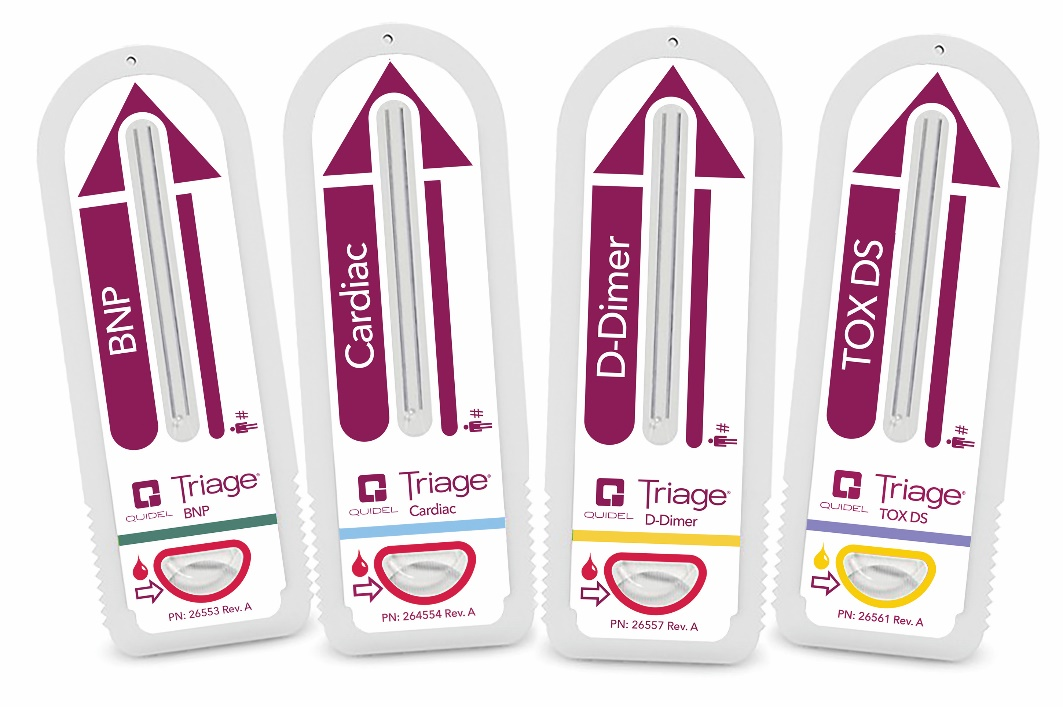 BNP
#
QUIDEL
Triage®
BNP
PN: 26553 Rev. A
Cardiac
#
QUIDEL
Triage®
Cardiac
PN: 264554 Rev. A
D-Dimer
#
QUIDEL
Triage®
D-Dimer
PN: 26557 Rev. A
TOX DS
#
QUIDEL
Triage®
TOX DS
PN: 26561 Rev. A